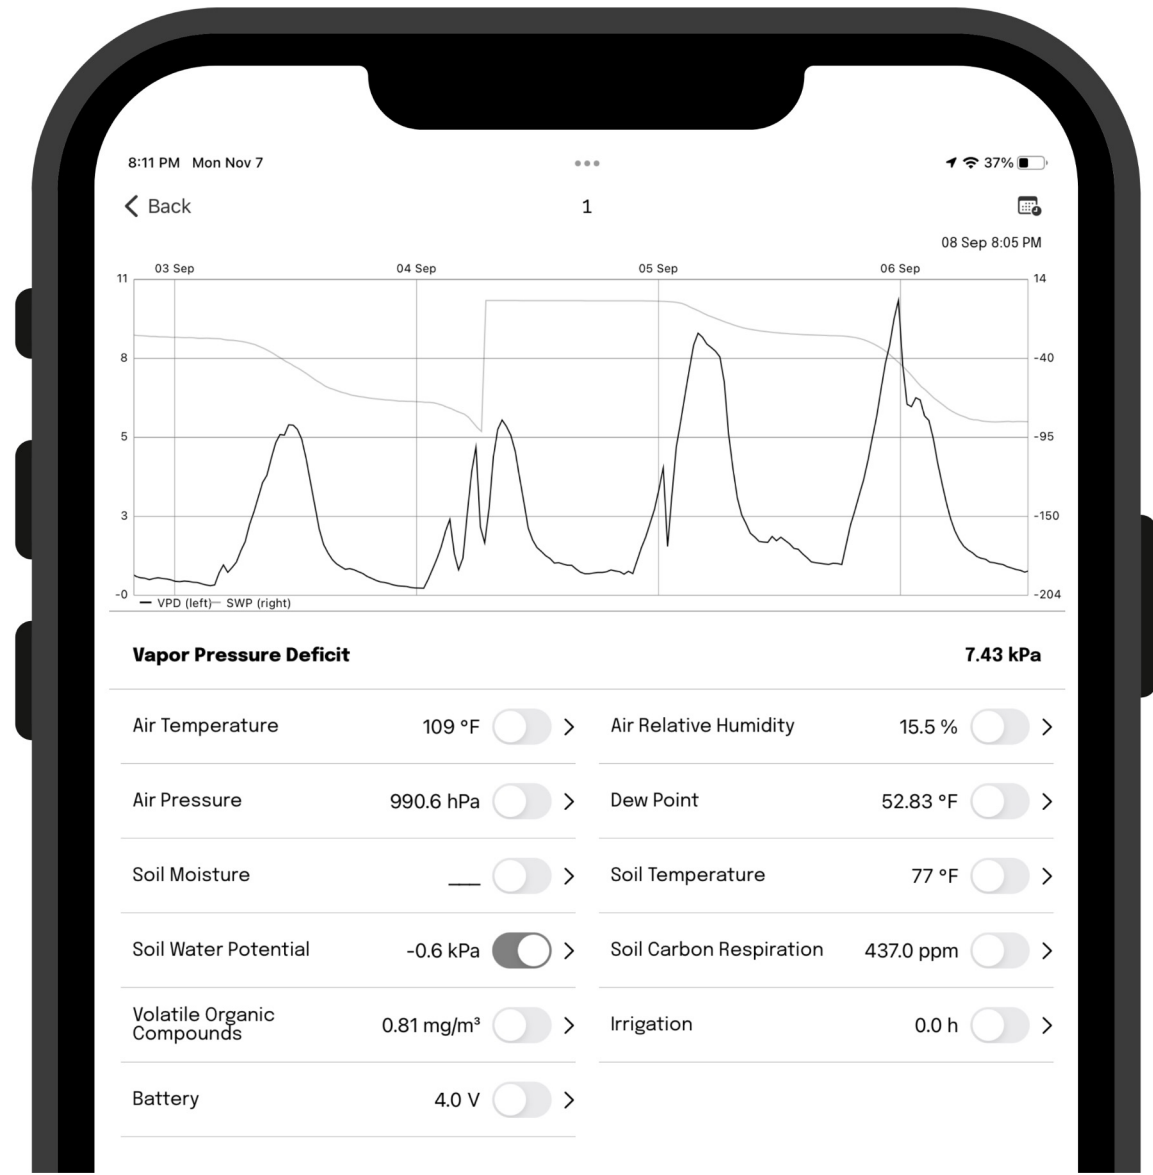 8:11 PM Mon Nov 7
37%
Back
1
08 Sep 8:05 PM
03 Sep 04 Sep 05 Sep 06 Sep
11 14
8 -40
5 -95
3 -150
-0 -204
VPD (left) SWP (right)
Vapor Pressure Deficit 7.43 kPa
Air Temperature 109 °F Air Relative Humidity 15.5 %
Air Pressure 990.6 hPa Dew Point 52.83 °F
Soil Moisture ___ Soil Temperature 77 °F
Soil Water Potential -0.6 kPa Soil Carbon Respiration 437.0 ppm
Volatile Organic
Compounds 0.81 mg/m³ Irrigation 0.0 h
Battery 4.0 V